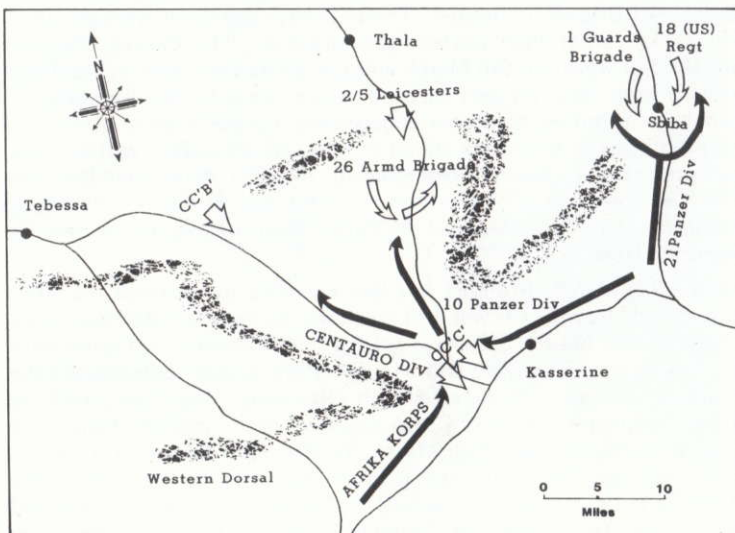 N
Thala
1 Guards
Brigade
18 (US)
Regt
2/5 Leicesters
Sbiba
26 Armd Brigade
CC'B'
Tebessa
21 Panzer Div
10 Panzer Div
CENTAURO DIV
CC C'
Kasserine
AFRIKA KORPS
Western Dorsal
0 5 10
Miles